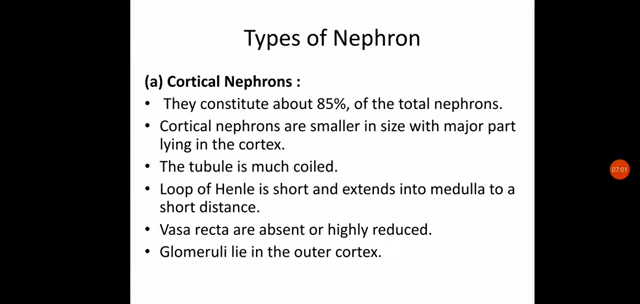 Types of Nephron
(a) Cortical Nephrons :
• They constitute about 85%, of the total nephrons.
• Cortical nephrons are smaller in size with major part
lying in the cortex.
• The tubule is much coiled.
• Loop of Henle is short and extends into medulla to a
short distance.
• Vasa recta are absent or highly reduced.
• Glomeruli lie in the outer cortex.
07:01